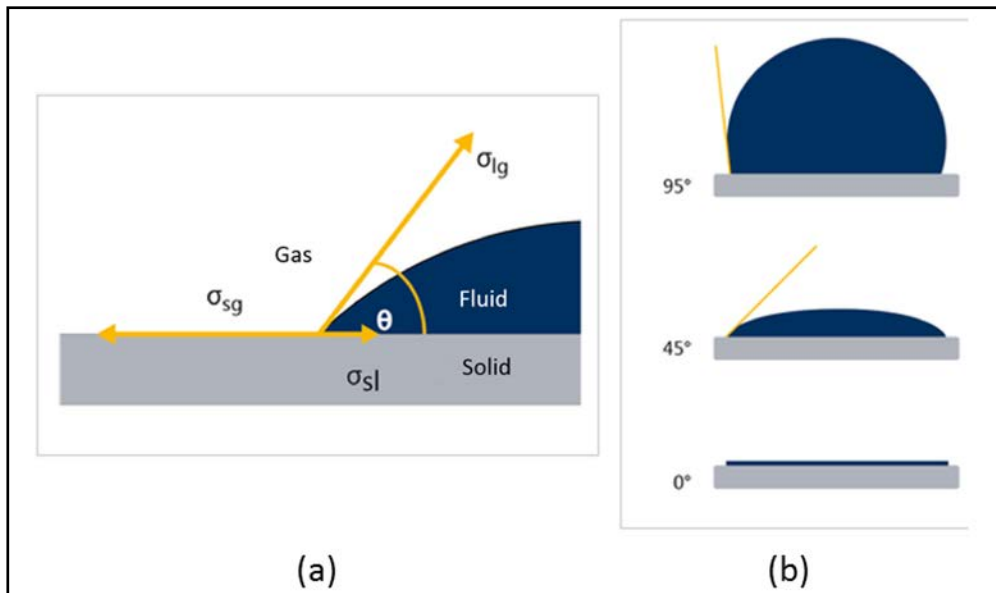 σlg
Gas
σsg
Fluid
θ
σsl
Solid
(a)
95°
45°
0°
(b)